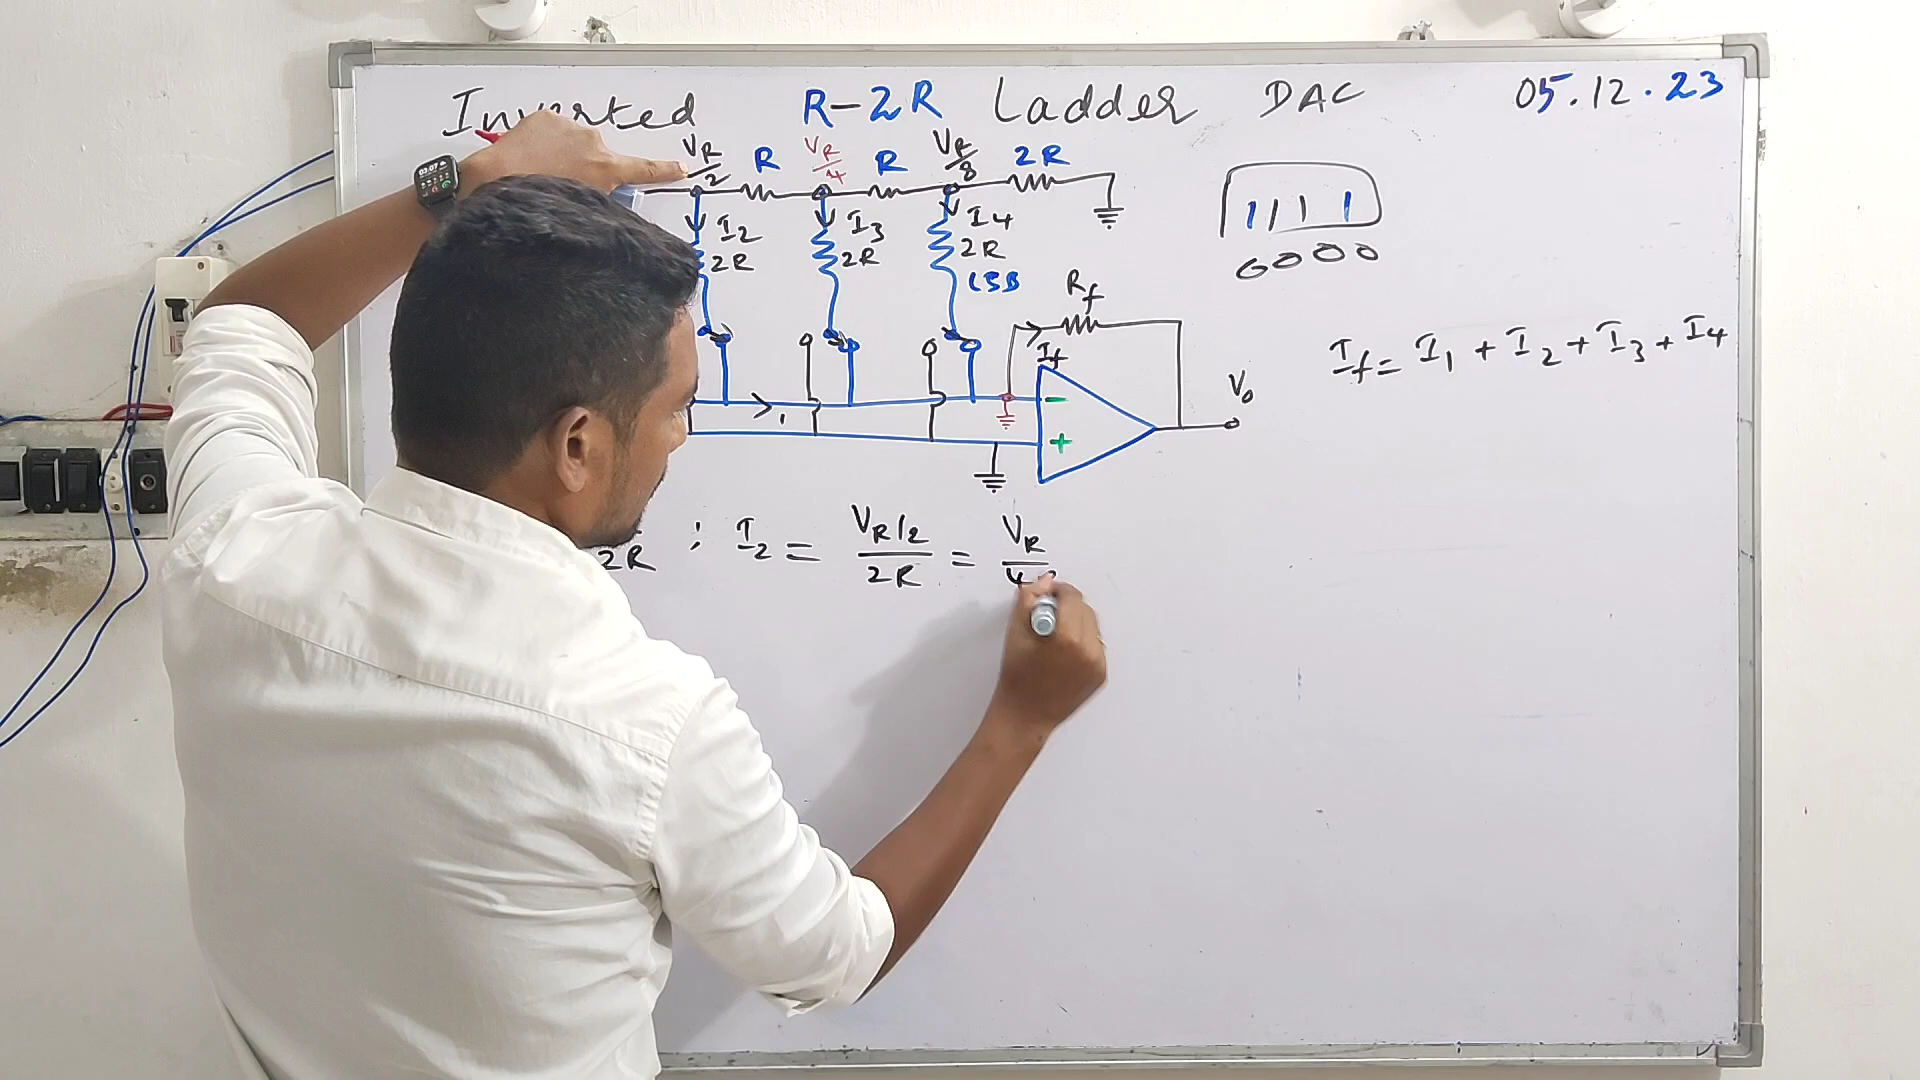 Inverted R-2R Ladder DAC 05.12.23
VR/2 R VR/4 R VR/8 2R
I2 I3 I4
2R 2R 2R
LSB
1111
0000
Rf
If
If = I1 + I2 + I3 + I4
V0
-
+
2R ; I2 = VR/2 / 2R = VR / 4
03:07